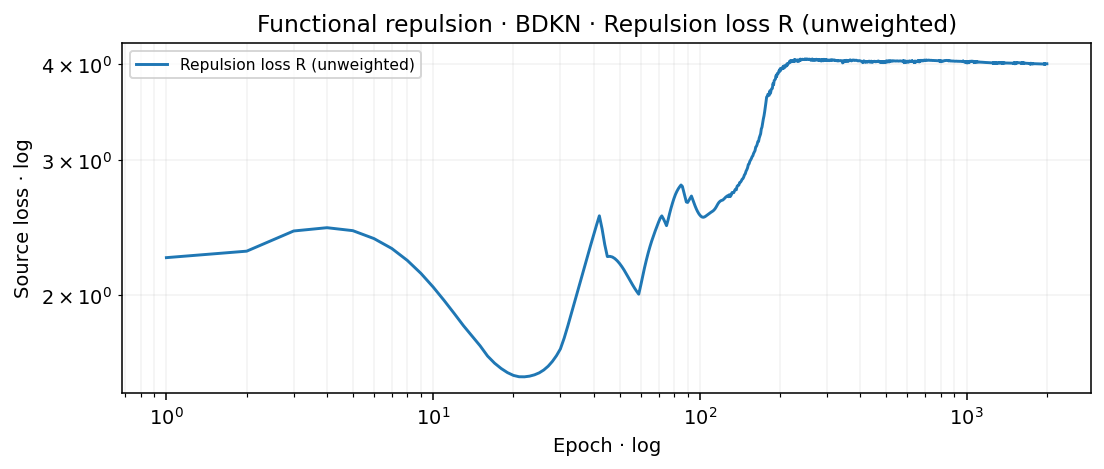 Functional repulsion · BDKN · Repulsion loss R (unweighted)
Repulsion loss R (unweighted)
Source loss · log
4 × 10⁰
3 × 10⁰
2 × 10⁰
10⁰ 10¹ 10² 10³
Epoch · log